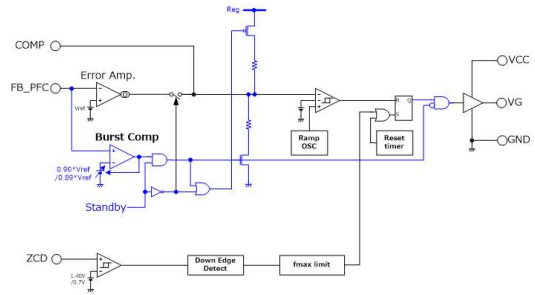 Reg
COMP
VCC
Error Amp.
FB_PFC
Vref
R
Q
S
VG
Burst Comp
Ramp
OSC
Reset
timer
GND
0.90*Vref
/0.89*Vref
Standby
ZCD
1.40V
/0.7V
Down Edge
Detect
fmax limit